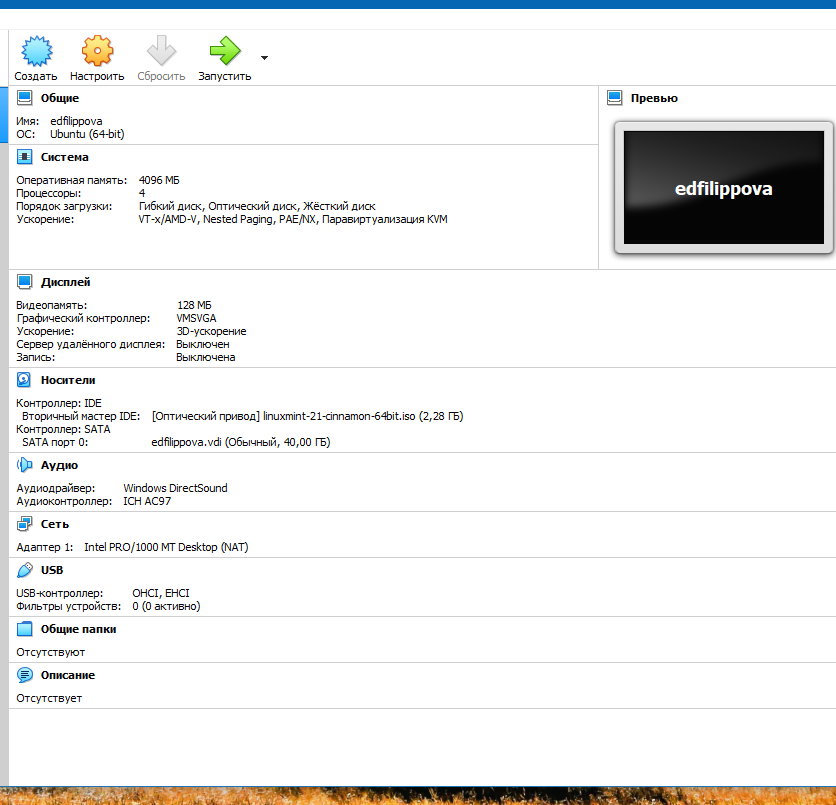 Создать Настроить Сбросить Запустить
Общие
Имя: edfilippova
ОС: Ubuntu (64-bit)
Превью
edfilippova
Система
Оперативная память: 4096 МБ
Процессоры: 4
Порядок загрузки: Гибкий диск, Оптический диск, Жёсткий диск
Ускорение: VT-x/AMD-V, Nested Paging, PAE/NX, Паравиртуализация KVM
Дисплей
Видеопамять: 128 МБ
Графический контроллер: VMSVGA
Ускорение: 3D-ускорение
Сервер удалённого дисплея: Выключен
Запись: Выключена
Носители
Контроллер: IDE
Вторичный мастер IDE: [Оптический привод] linuxmint-21-cinnamon-64bit.iso (2,28 ГБ)
Контроллер: SATA
SATA порт 0: edfilippova.vdi (Обычный, 40,00 ГБ)
Аудио
Аудиодрайвер: Windows DirectSound
Аудиоконтроллер: ICH AC97
Сеть
Адаптер 1: Intel PRO/1000 MT Desktop (NAT)
USB
USB-контроллер: OHCI, EHCI
Фильтры устройств: 0 (0 активно)
Общие папки
Отсутствуют
Описание
Отсутствует